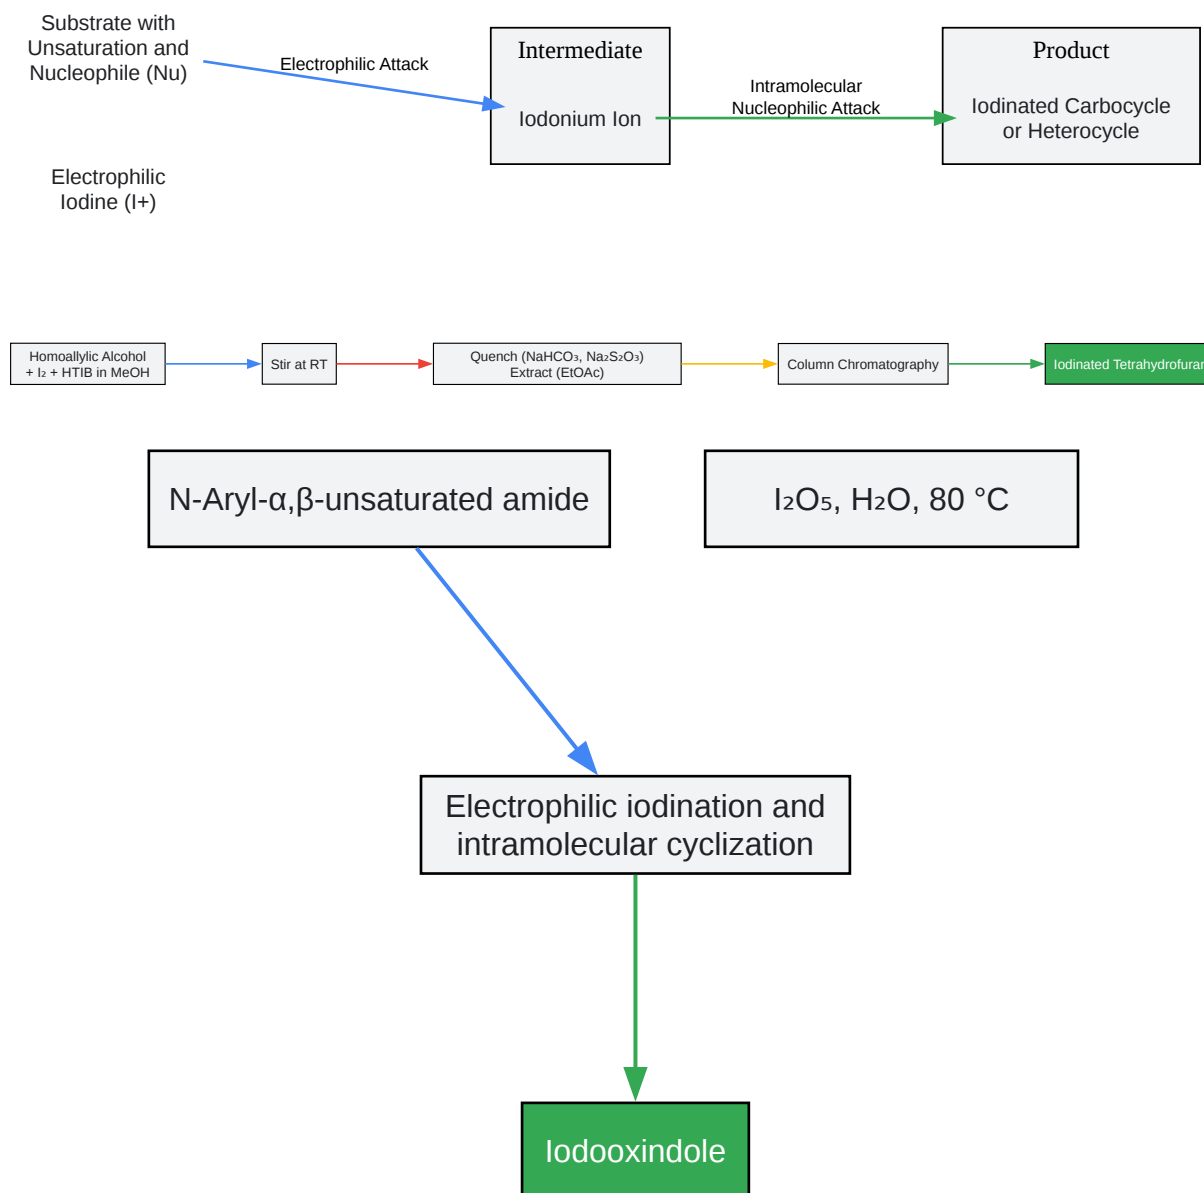 Substrate with
Unsaturation and
Nucleophile (Nu)
Electrophilic Attack
Intermediate
Iodonium Ion
Intramolecular
Nucleophilic Attack
Product
Iodinated Carbocycle
or Heterocycle
Electrophilic
Iodine (I+)
Homoallylic Alcohol
+ I₂ + HTIB in MeOH
Stir at RT
Quench (NaHCO₃, Na₂S₂O₃)
Extract (EtOAc)
Column Chromatography
Iodinated Tetrahydrofuran
N-Aryl-α,β-unsaturated amide
I₂O₅, H₂O, 80 °C
Electrophilic iodination and
intramolecular cyclization
Iodooxindole